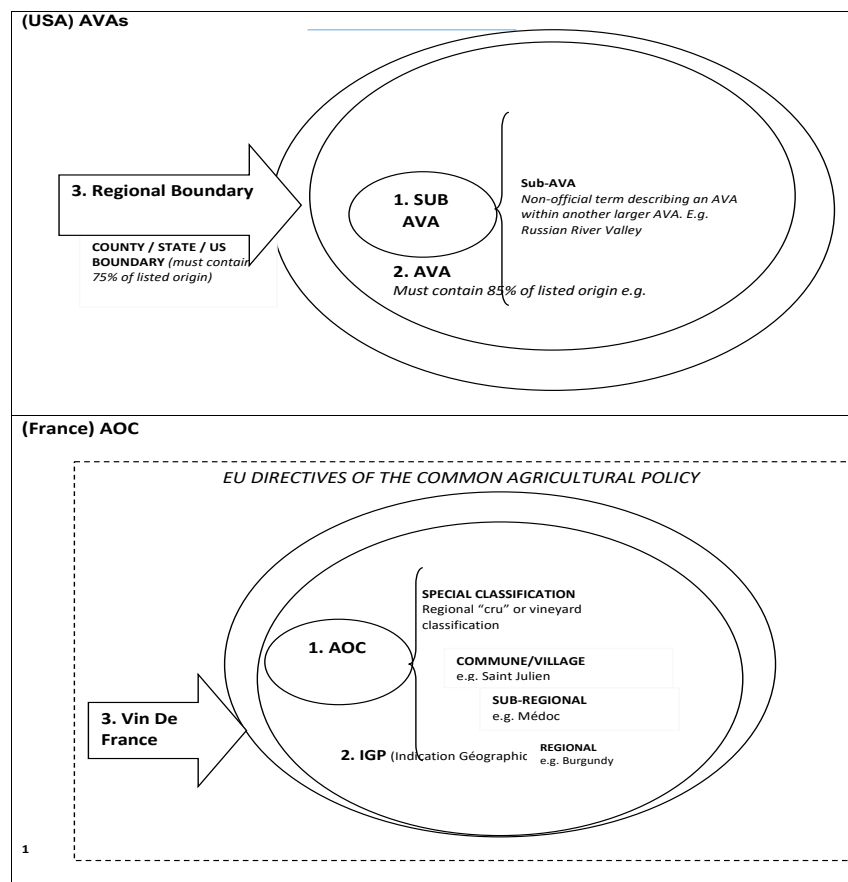 (USA) AVAs
3. Regional Boundary
COUNTY / STATE / US
BOUNDARY (must contain
75% of listed origin)
1. SUB
AVA
Sub-AVA
Non-official term describing an AVA
within another larger AVA. E.g.
Russian River Valley
2. AVA
Must contain 85% of listed origin e.g.
(France) AOC
EU DIRECTIVES OF THE COMMON AGRICULTURAL POLICY
SPECIAL CLASSIFICATION
Regional “cru” or vineyard
classification
1. AOC
COMMUNE/VILLAGE
e.g. Saint Julien
SUB-REGIONAL
e.g. Médoc
3. Vin De
France
2. IGP (Indication Géographic
REGIONAL
e.g. Burgundy
1